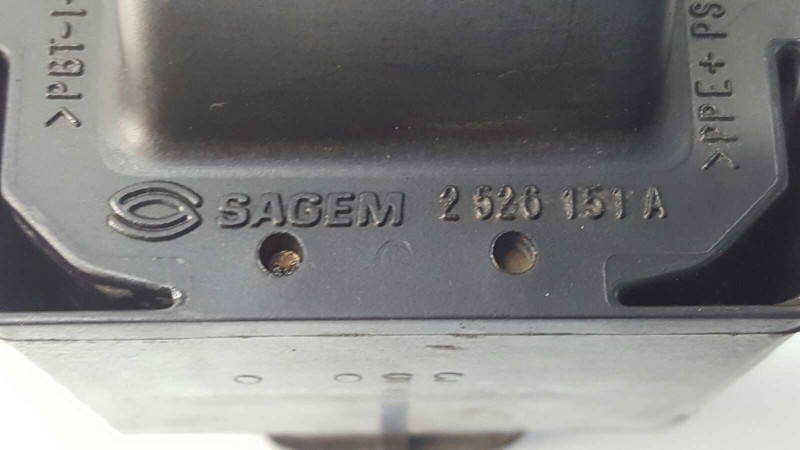 >PBT-I-
>PPE+PS
SAGEM 2 526 151 A